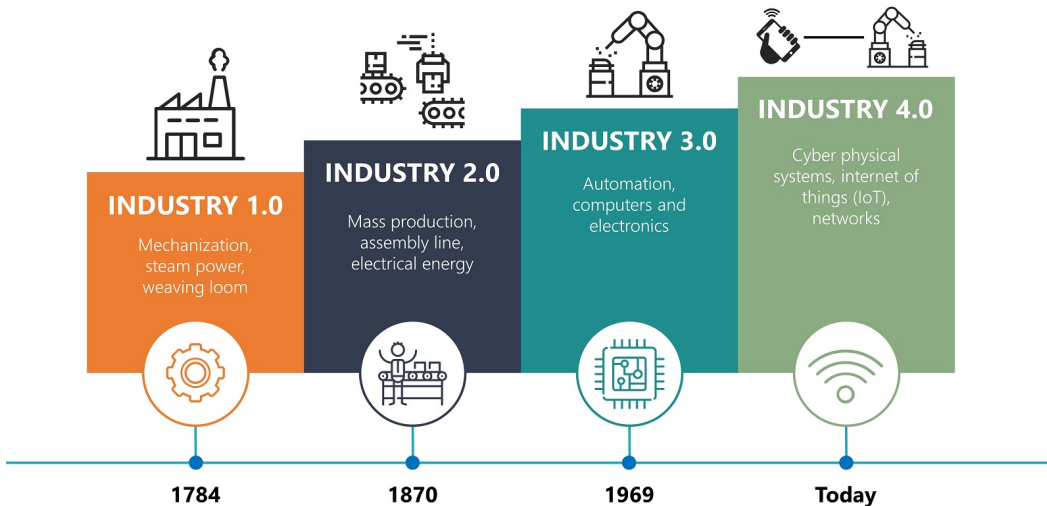 INDUSTRY 1.0
Mechanization,
steam power,
weaving loom
INDUSTRY 2.0
Mass production,
assembly line,
electrical energy
INDUSTRY 3.0
Automation,
computers and
electronics
INDUSTRY 4.0
Cyber physical
systems, internet of
things (IoT),
networks
1784
1870
1969
Today